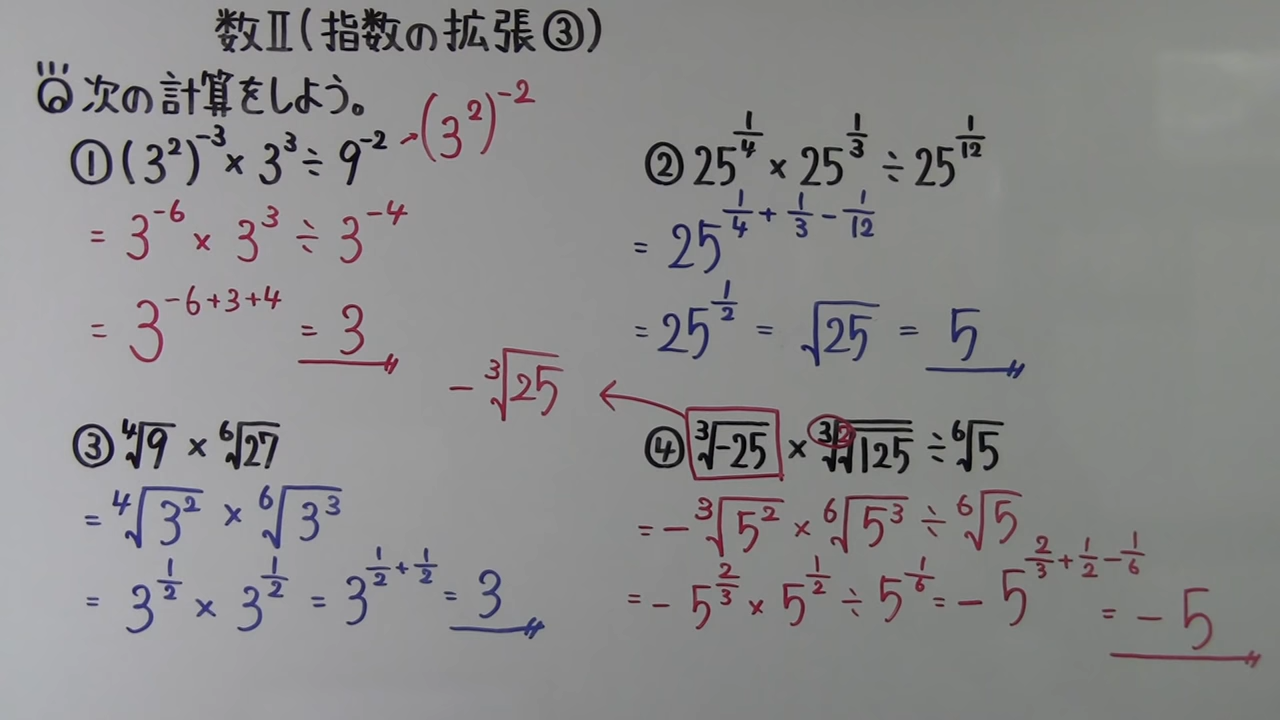 数Ⅱ(指数の拡張③)
◎次の計算をしよう。
① (3²)⁻³ × 3³ ÷ 9⁻² → (3²)⁻²
= 3⁻⁶ × 3³ ÷ 3⁻⁴
= 3^(-6+3+4) = 3
② 25^(1/4) × 25^(1/3) ÷ 25^(1/12)
= 25^(1/4 + 1/3 - 1/12)
= 25^(1/2) = √25 = 5
③ ⁴√9 × ⁶√27
= ⁴√3² × ⁶√3³
= 3^(1/2) × 3^(1/2) = 3^(1/2 + 1/2) = 3
- ³√25 ←
④ ³√-25 × ³√²√125 ÷ ⁶√5
= - ³√5² × ⁶√5³ ÷ ⁶√5
= - 5^(2/3) × 5^(1/2) ÷ 5^(1/6) = - 5^(2/3 + 1/2 - 1/6)
= - 5